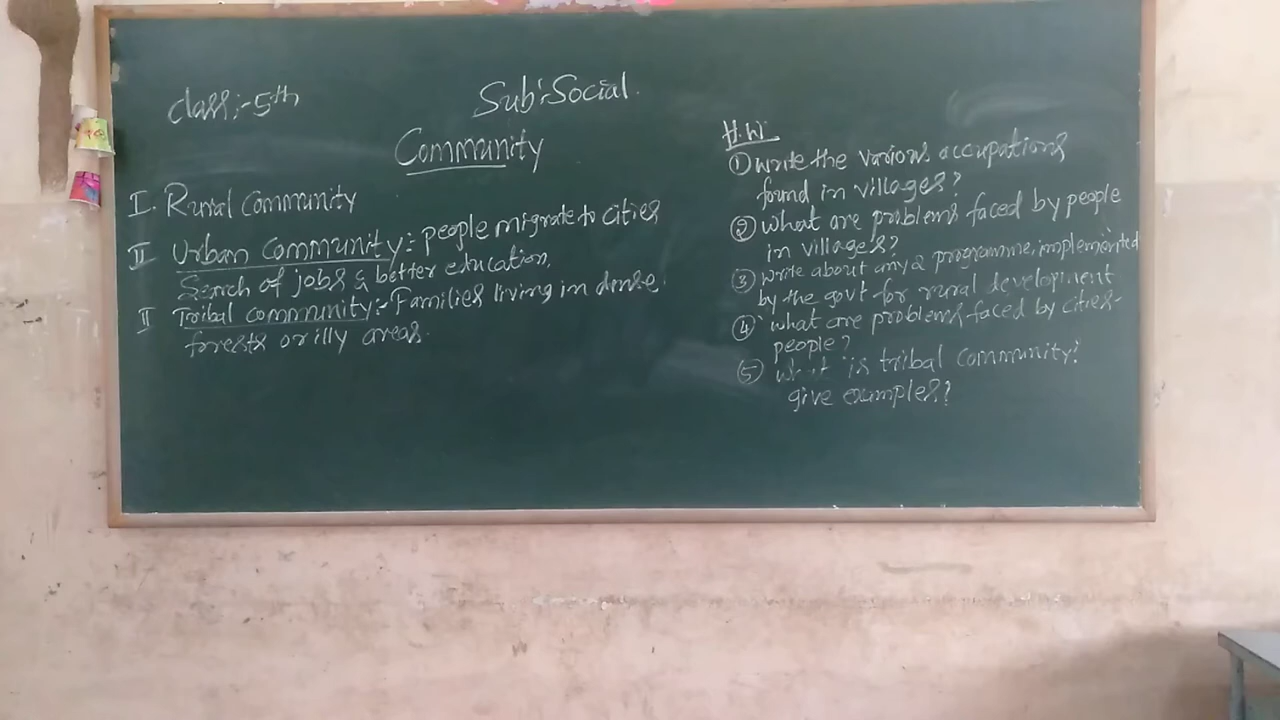 Class:-5th
Sub:-Social.
Community
I. Rural Community
II Urban Community:- people migrate to cities
Serch of jobs & better education.
II Tribal community:- Families living in dense
forests or illy areas.
H.W.
① Write the various occupations
found in villages?
② What are problems faced by people
in villages?
③ Write about any 2 programme, implemented
by the govt for rural development
④ What are problems faced by cities-
people?
⑤ What is tribal community?
give examples?